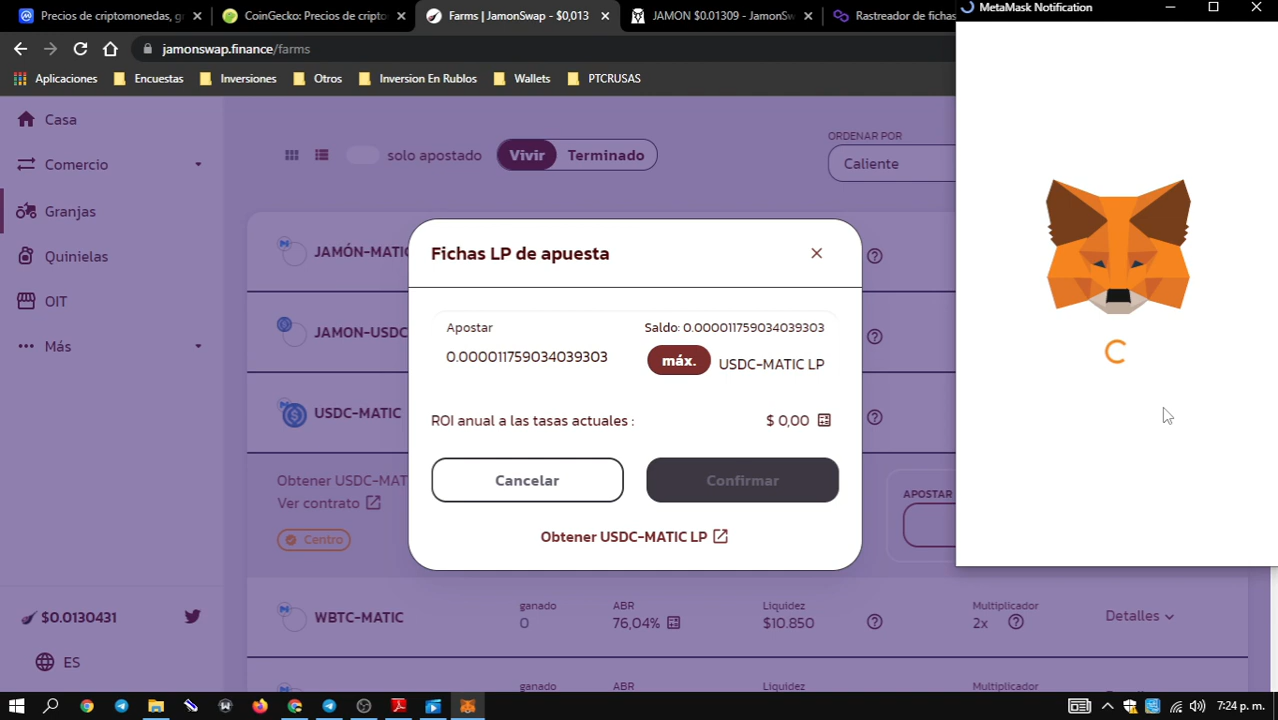 Precios de criptomonedas, g
CoinGecko: Precios de cripto
Farms | JamonSwap - $0,013
JAMON $0.01309 - JamonSwap
Rastreador de fichas
MetaMask Notification
jamonswap.finance/farms
Aplicaciones
Encuestas
Inversiones
Otros
Inversion En Rublos
Wallets
PTCRUSAS
Casa
Comercio
Granjas
Quinielas
OIT
Más
$0.0130431
ES
solo apostado
Vivir
Terminado
ORDENAR POR
Caliente
JAMÓN-MATIC
JAMON-USDC
USDC-MATIC
Obtener USDC-MAT
Ver contrato
Centro
APOSTAR
Fichas LP de apuesta
Apostar
Saldo: 0.000011759034039303
0.000011759034039303
máx.
USDC-MATIC LP
ROI anual a las tasas actuales :
$ 0,00
Cancelar
Confirmar
Obtener USDC-MATIC LP
WBTC-MATIC
ganado
0
ABR
76,04%
Liquidez
$10.850
Multiplicador
2x
Detalles
ganado
ABR
Liquidez
7:24 p. m.